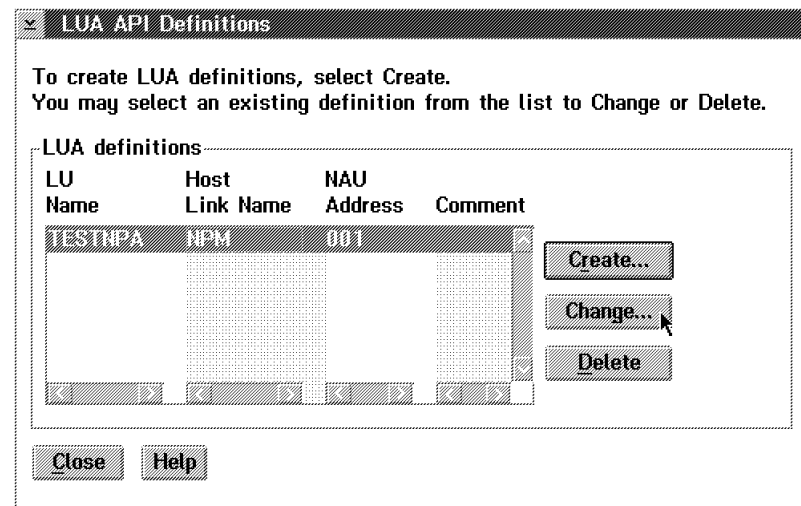 LUA API Definitions
To create LUA definitions, select Create.
You may select an existing definition from the list to Change or Delete.
LUA definitions
LU Name
Host Link Name
NAU Address
Comment
TESTNPA NPM 001
Create...
Change...
Delete
Close Help